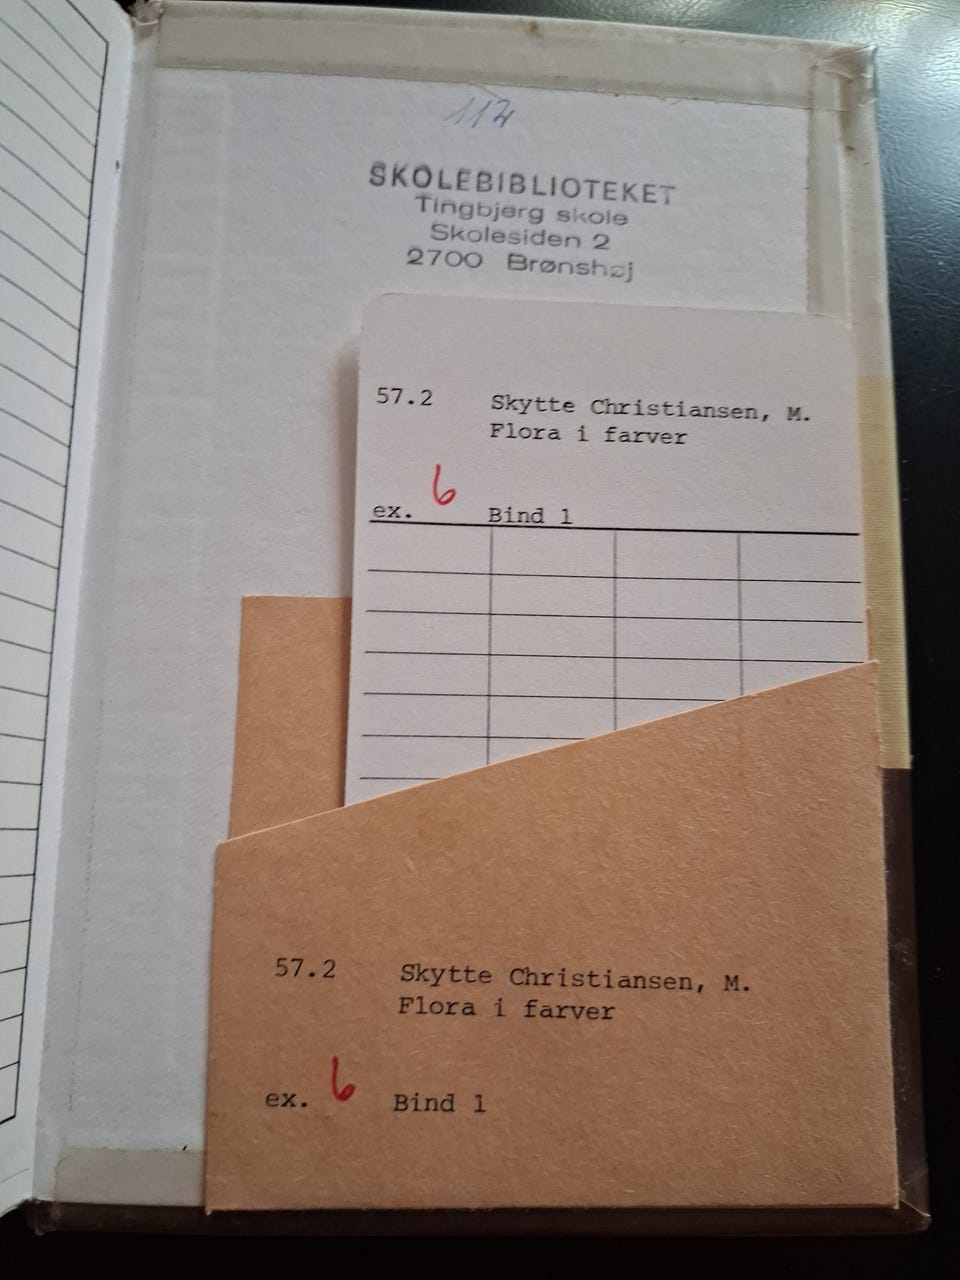 114
SKOLEBIBLIOTEKET
Tingbjerg skole
Skolesiden 2
2700 Brønshøj
57.2 Skytte Christiansen, M.
Flora i farver
ex. 6 Bind 1
57.2 Skytte Christiansen, M.
Flora i farver
ex. 6 Bind 1